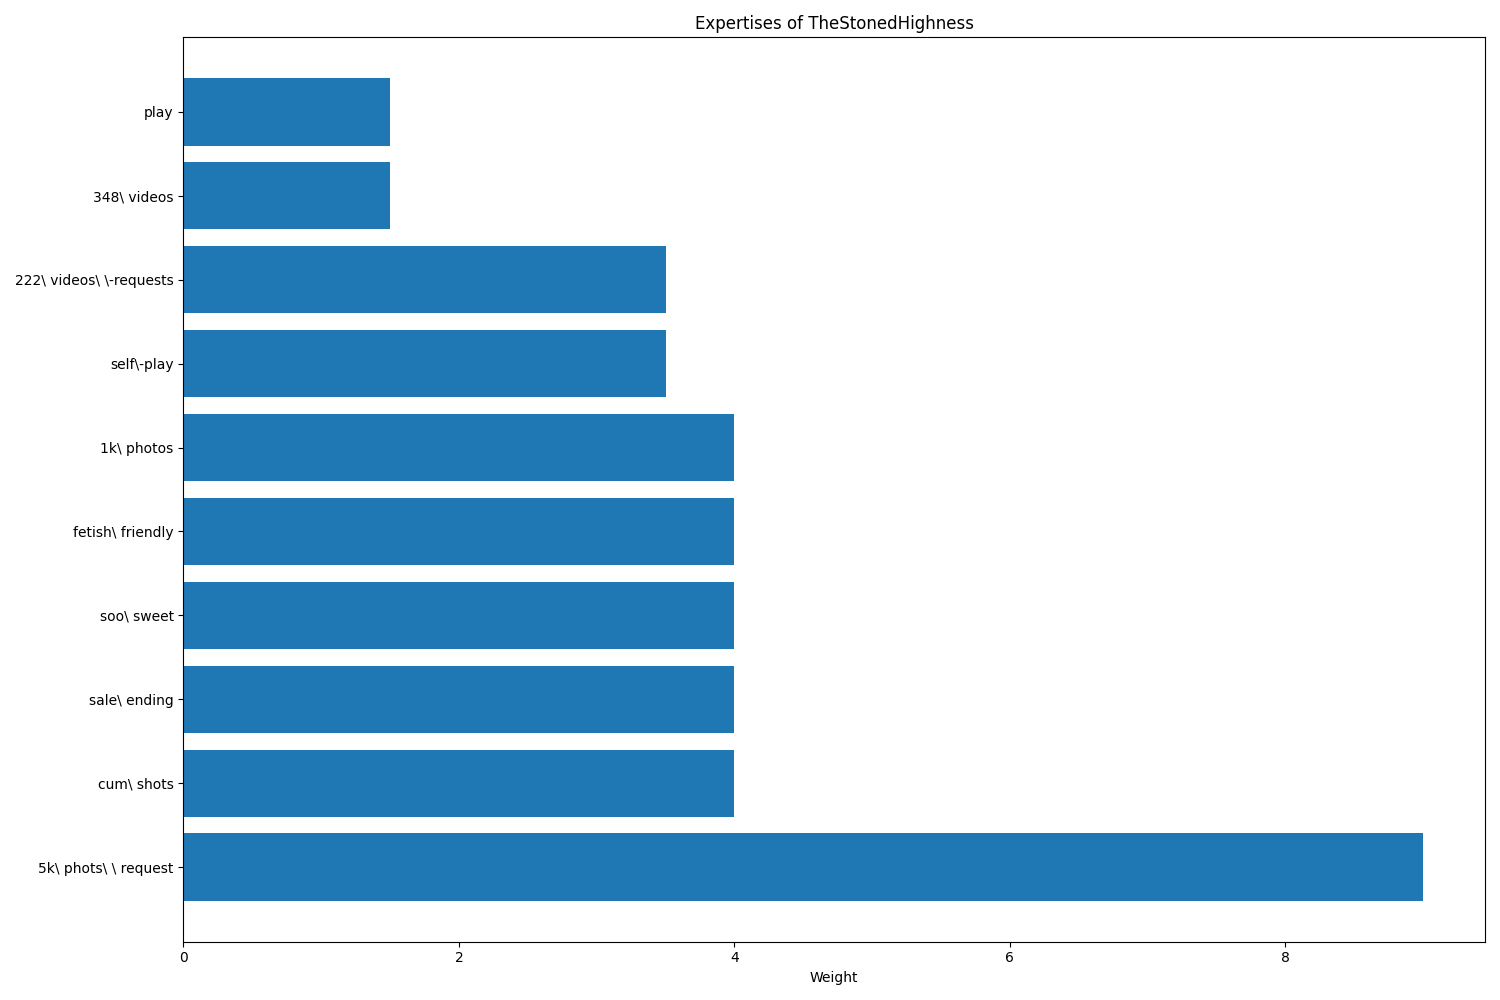 Expertises of TheStonedHighness
play
348\ videos
222\ videos\ \-requests
self\-play
1k\ photos
fetish\ friendly
soo\ sweet
sale\ ending
cum\ shots
5k\ phots\ \ request
0 2 4 6 8
Weight